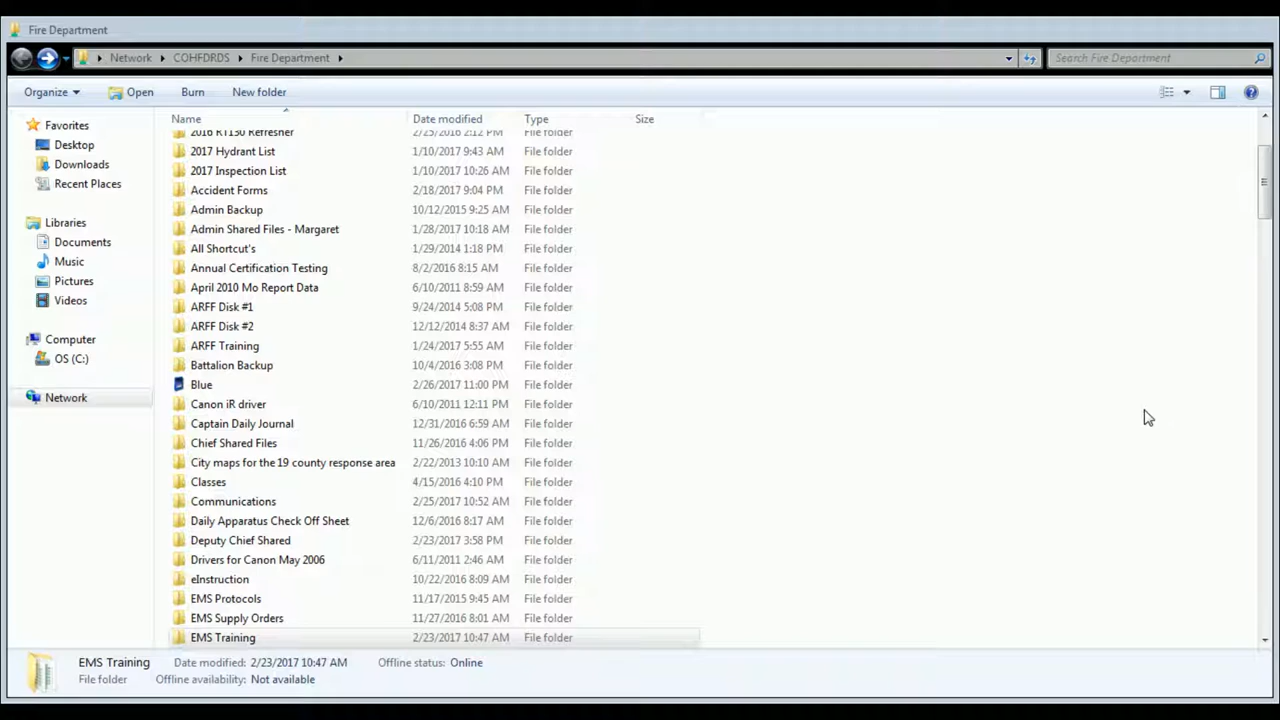 Fire Department
Network COHFDRDS Fire Department
Search Fire Department
Organize Open Burn New folder
Name Date modified Type Size
2016 RT130 Refresher 2/25/2016 2:12 PM File folder
2017 Hydrant List 1/10/2017 9:43 AM File folder
2017 Inspection List 1/10/2017 10:26 AM File folder
Accident Forms 2/18/2017 9:04 PM File folder
Admin Backup 10/12/2015 9:25 AM File folder
Admin Shared Files - Margaret 1/28/2017 10:18 AM File folder
All Shortcut's 1/29/2014 1:18 PM File folder
Annual Certification Testing 8/2/2016 8:15 AM File folder
April 2010 Mo Report Data 6/10/2011 8:59 AM File folder
ARFF Disk #1 9/24/2014 5:08 PM File folder
ARFF Disk #2 12/12/2014 8:37 AM File folder
ARFF Training 1/24/2017 5:55 AM File folder
Battalion Backup 10/4/2016 3:08 PM File folder
Blue 2/26/2017 11:00 PM File folder
Canon iR driver 6/10/2011 12:11 PM File folder
Captain Daily Journal 12/31/2016 6:59 AM File folder
Chief Shared Files 11/26/2016 4:06 PM File folder
City maps for the 19 county response area 2/22/2013 10:10 AM File folder
Classes 4/15/2016 4:10 PM File folder
Communications 2/25/2017 10:52 AM File folder
Daily Apparatus Check Off Sheet 12/6/2016 8:17 AM File folder
Deputy Chief Shared 2/23/2017 3:58 PM File folder
Drivers for Canon May 2006 6/11/2011 2:46 AM File folder
eInstruction 10/22/2016 8:09 AM File folder
EMS Protocols 11/17/2015 9:45 AM File folder
EMS Supply Orders 11/27/2016 8:01 AM File folder
EMS Training 2/23/2017 10:47 AM File folder
Favorites
Desktop
Downloads
Recent Places
Libraries
Documents
Music
Pictures
Videos
Computer
OS (C:)
Network
EMS Training Date modified: 2/23/2017 10:47 AM Offline status: Online
File folder Offline availability: Not available